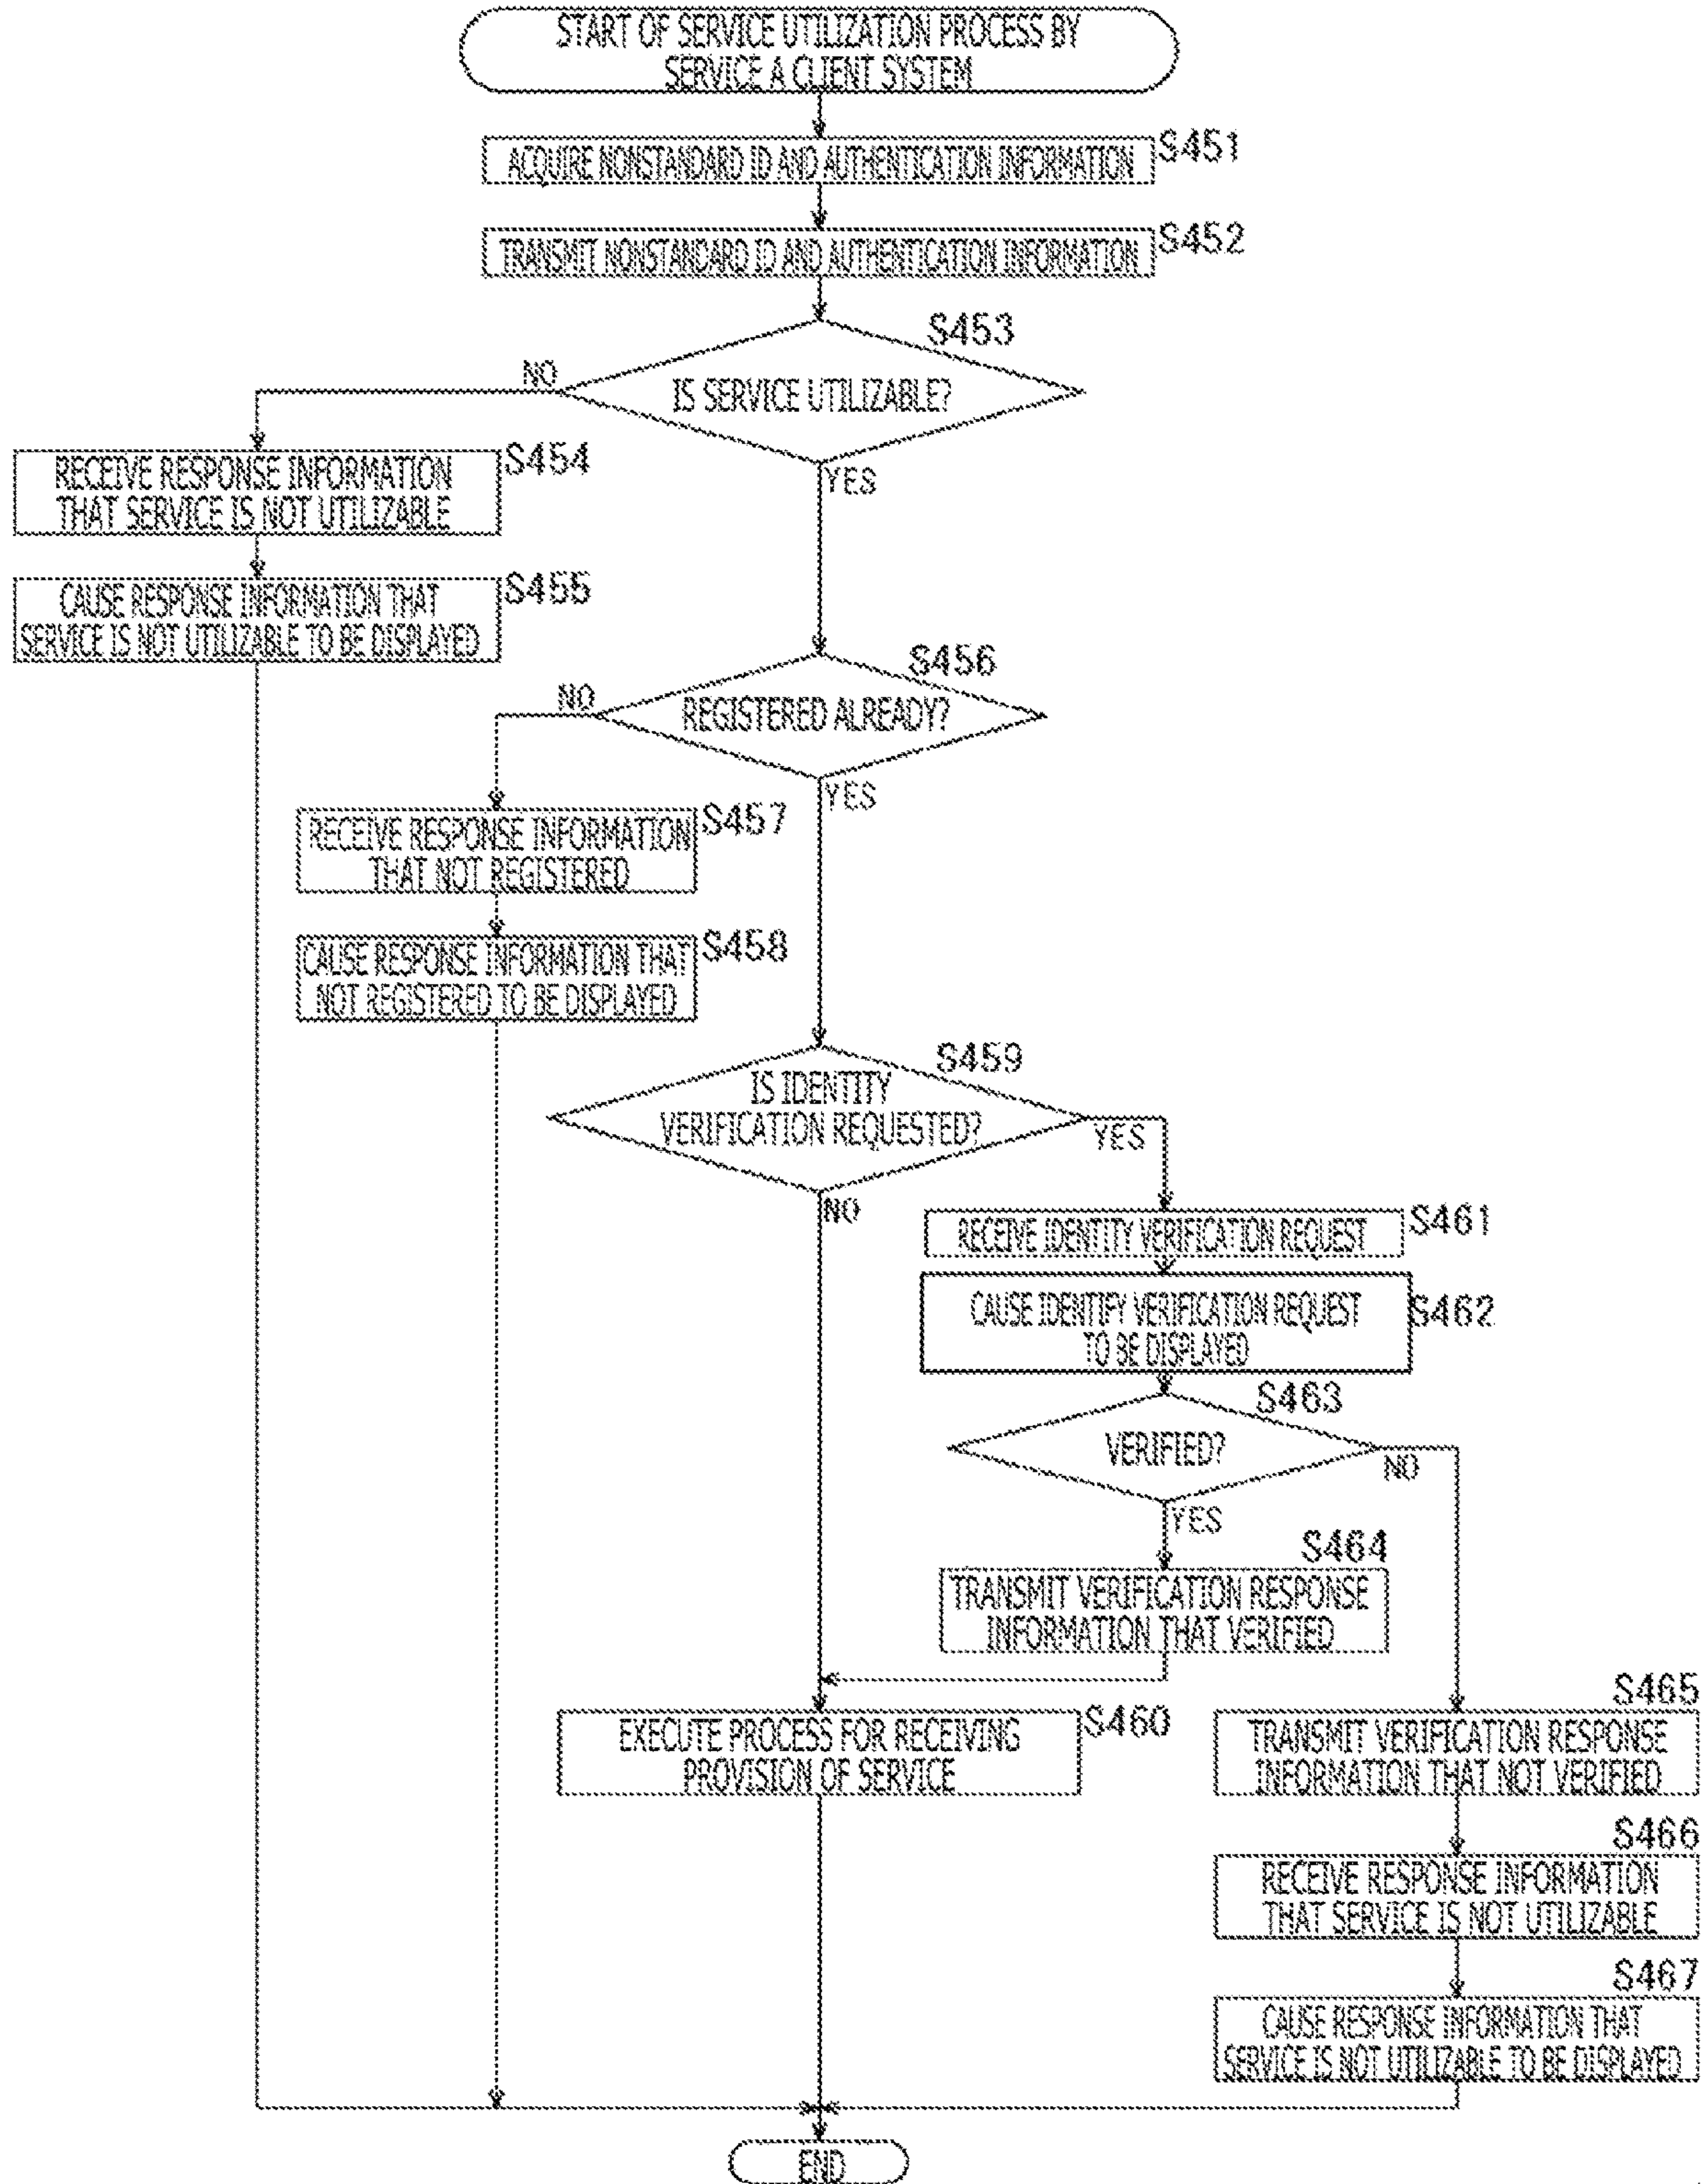 START OF SERVICE UTILIZATION PROCESS BY
SERVICE A CLIENT SYSTEM
S451
ACQUIRE NONSTANDARD ID AND AUTHENTICATION INFORMATION
S452
TRANSMIT NONSTANDARD ID AND AUTHENTICATION INFORMATION
S453
NO
IS SERVICE UTILIZABLE?
YES
S454
RECEIVE RESPONSE INFORMATION
THAT SERVICE IS NOT UTILIZABLE
S455
CAUSE RESPONSE INFORMATION THAT
SERVICE IS NOT UTILIZABLE TO BE DISPLAYED
S456
NO
REGISTERED ALREADY?
YES
S457
RECEIVE RESPONSE INFORMATION
THAT NOT REGISTERED
S458
CAUSE RESPONSE INFORMATION THAT
NOT REGISTERED TO BE DISPLAYED
S459
IS IDENTITY
VERIFICATION REQUESTED?
YES
NO
S461
RECEIVE IDENTITY VERIFICATION REQUEST
S462
CAUSE IDENTIFY VERIFICATION REQUEST
TO BE DISPLAYED
S463
VERIFIED?
NO
YES
S464
TRANSMIT VERIFICATION RESPONSE
INFORMATION THAT VERIFIED
S460
EXECUTE PROCESS FOR RECEIVING
PROVISION OF SERVICE
S465
TRANSMIT VERIFICATION RESPONSE
INFORMATION THAT NOT VERIFIED
S466
RECEIVE RESPONSE INFORMATION
THAT SERVICE IS NOT UTILIZABLE
S467
CAUSE RESPONSE INFORMATION THAT
SERVICE IS NOT UTILIZABLE TO BE DISPLAYED
END